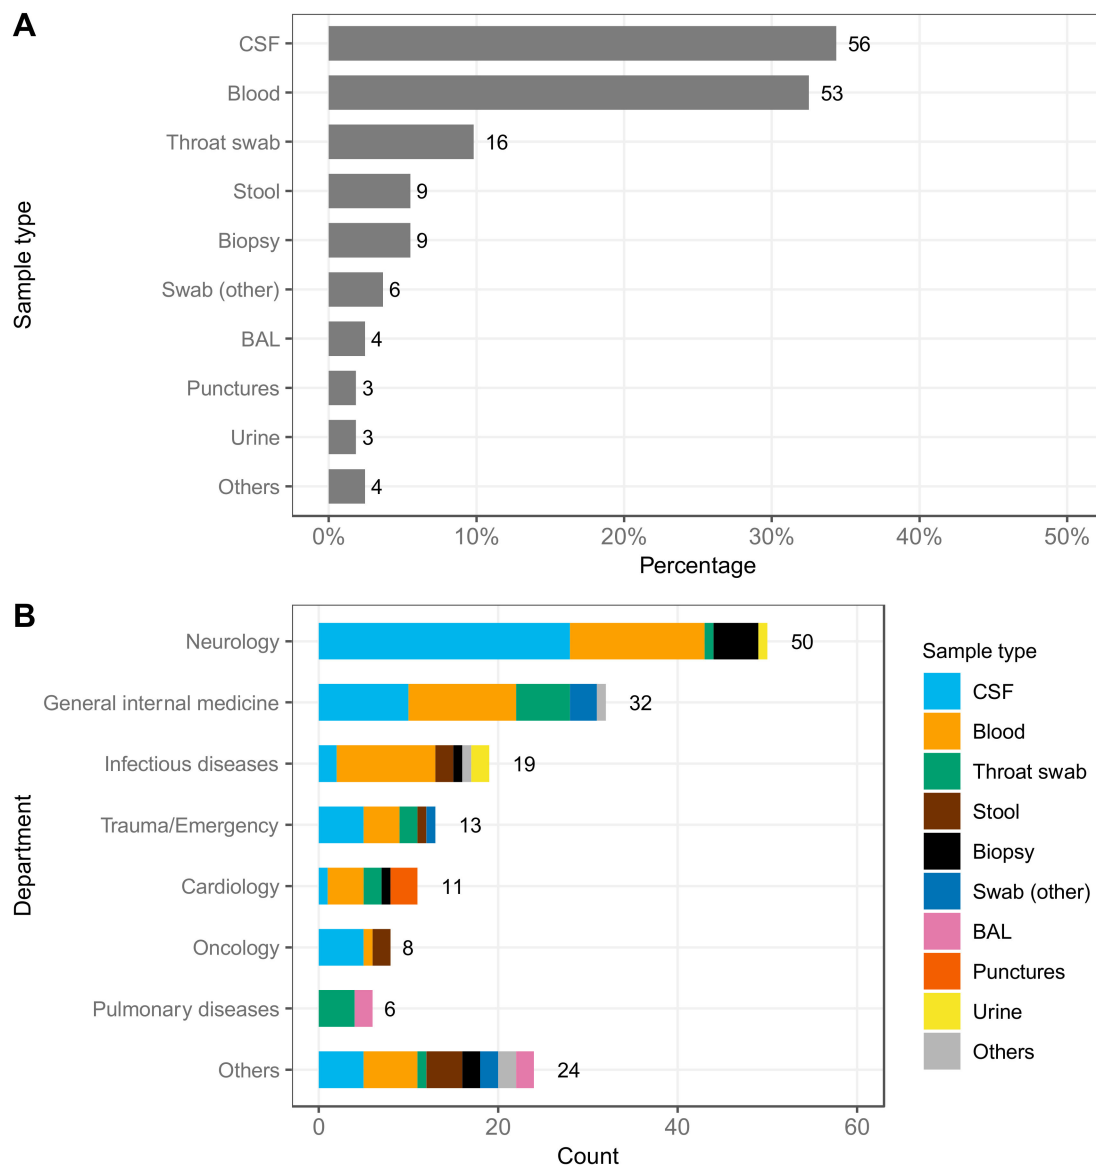 A
CSF 56
Blood 53
Throat swab 16
Stool 9
Biopsy 9
Swab (other) 6
BAL 4
Punctures 3
Urine 3
Others 4
Sample type
0% 10% 20% 30% 40% 50%
Percentage
B
Neurology 50
General internal medicine 32
Infectious diseases 19
Trauma/Emergency 13
Cardiology 11
Oncology 8
Pulmonary diseases 6
Others 24
Department
0 20 40 60
Count
Sample type
CSF
Blood
Throat swab
Stool
Biopsy
Swab (other)
BAL
Punctures
Urine
Others